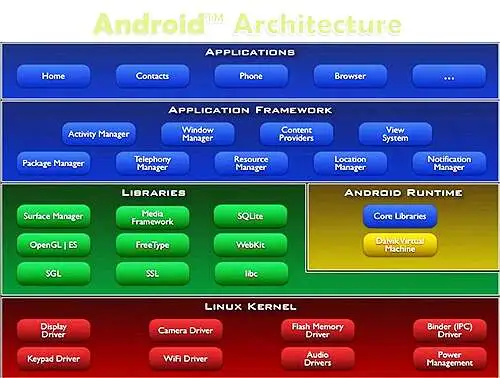 Android™ Architecture
APPLICATIONS
Home Contacts Phone Browser ...
APPLICATION FRAMEWORK
Activity Manager
Window
Manager
Content
Providers
View
System
Package Manager
Telephony
Manager
Resource
Manager
Location
Manager
Notification
Manager
LIBRARIES
Surface Manager
Media
Framework
SQLite
OpenGL | ES
FreeType
WebKit
SGL
SSL
libc
ANDROID RUNTIME
Core Libraries
Dalvik Virtual
Machine
LINUX KERNEL
Display
Driver
Camera Driver
Flash Memory
Driver
Binder (IPC)
Driver
Keypad Driver
WiFi Driver
Audio
Drivers
Power
Management